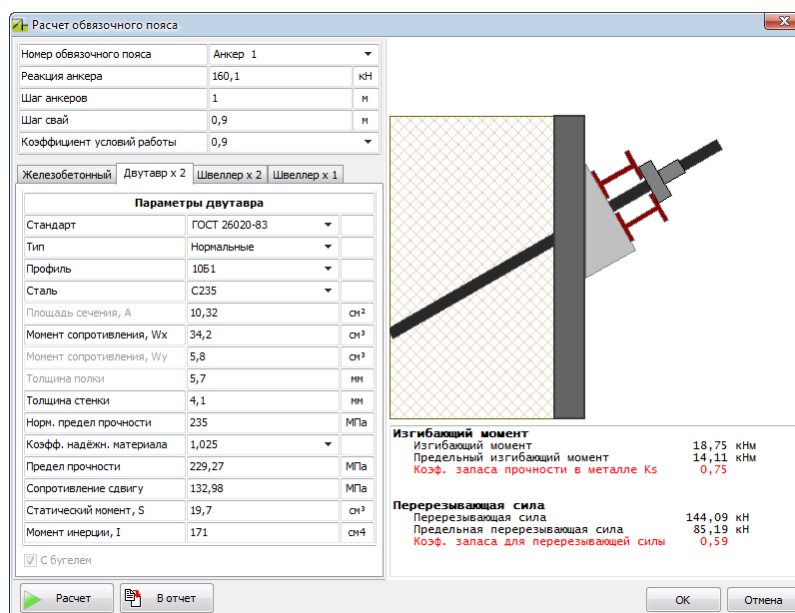 Расчет обвязочного пояса
Номер обвязочного пояса Анкер 1
Реакция анкера 160,1 кН
Шаг анкеров 1 м
Шаг свай 0,9 м
Коэффициент условий работы 0,9
Железобетонный Двутавр х 2 Швеллер х 2 Швеллер х 1
Параметры двутавра
Стандарт ГОСТ 26020-83
Тип Нормальные
Профиль 10Б1
Сталь С235
Площадь сечения, А 10,32 см²
Момент сопротивления, Wx 34,2 см³
Момент сопротивления, Wy 5,8 см³
Толщина полки 5,7 мм
Толщина стенки 4,1 мм
Норм. предел прочности 235 МПа
Коэфф. надёжн. материала 1,025
Предел прочности 229,27 МПа
Сопротивление сдвигу 132,98 МПа
Статический момент, S 19,7 см³
Момент инерции, I 171 см4
С бугелем
Изгибающий момент
Изгибающий момент 18,75 кНм
Предельный изгибающий момент 14,11 кНм
Коэф. запаса прочности в металле Ks 0,75
Перерезывающая сила
Перерезывающая сила 144,09 кН
Предельная перерезывающая сила 85,19 кН
Коэф. запаса для перерезывающей силы 0,59
Расчет В отчет ОК Отмена